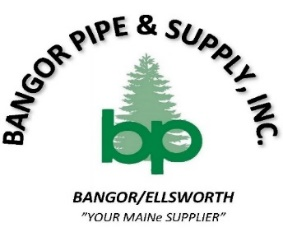 BANGOR PIPE & SUPPLY, INC.
bp
BANGOR/ELLSWORTH
"YOUR MAINe SUPPLIER"